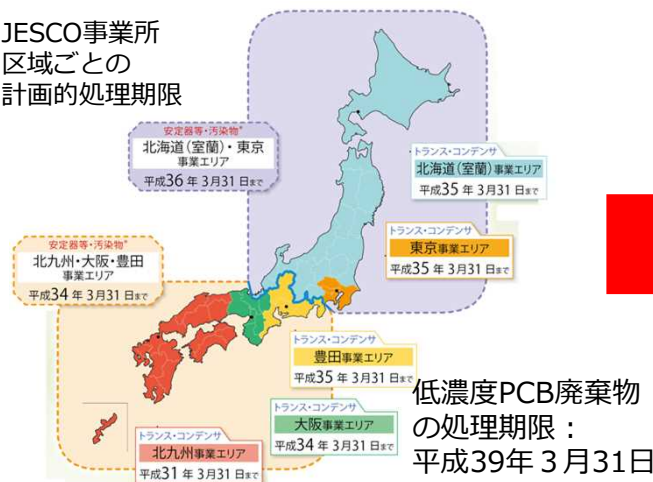 JESCO事業所
区域ごとの
計画的処理期限
安定器等・汚染物*
北海道(室蘭)・東京
事業エリア
平成36年3月31日まで
トランス・コンデンサ
北海道(室蘭)事業エリア
平成35年3月31日まで
トランス・コンデンサ
東京事業エリア
平成35年3月31日まで
安定器等・汚染物*
北九州・大阪・豊田
事業エリア
平成34年3月31日まで
トランス・コンデンサ
豊田事業エリア
平成35年3月31日まで
トランス・コンデンサ
大阪事業エリア
平成34年3月31日まで
トランス・コンデンサ
北九州事業エリア
平成31年3月31日まで
低濃度PCB廃棄物
の処理期限:
平成39年3月31日